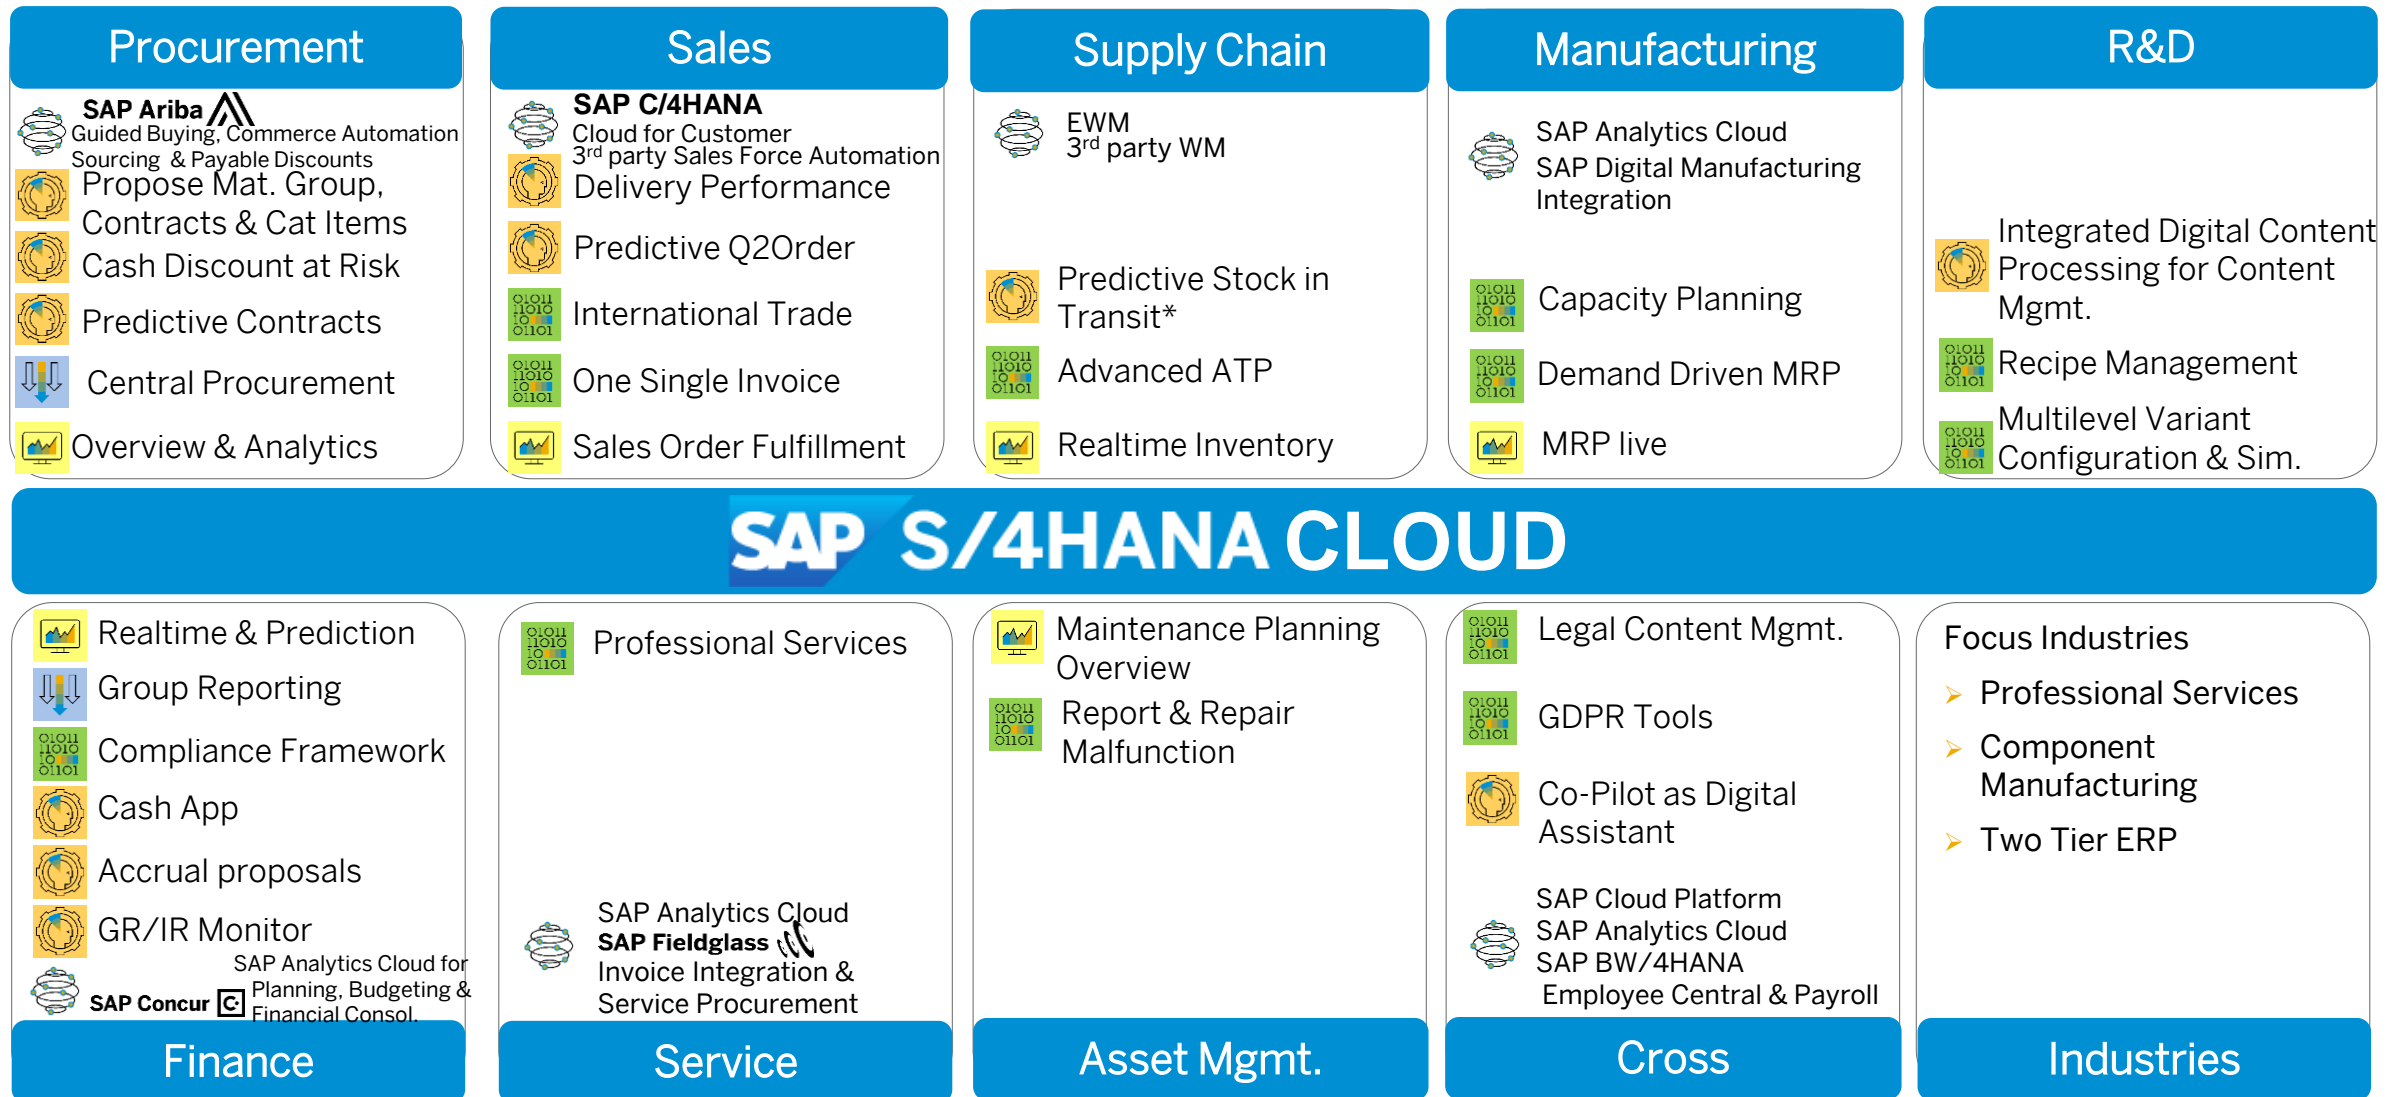 Procurement
SAP Ariba
Guided Buying, Commerce Automation
Sourcing & Payable Discounts
Propose Mat. Group,
Contracts & Cat Items
Cash Discount at Risk
Predictive Contracts
Central Procurement
Overview & Analytics
Sales
SAP C/4HANA
Cloud for Customer
3rd party Sales Force Automation
Delivery Performance
Predictive Q2Order
International Trade
One Single Invoice
Sales Order Fulfillment
Supply Chain
EWM
3rd party WM
Predictive Stock in
Transit*
Advanced ATP
Realtime Inventory
Manufacturing
SAP Analytics Cloud
SAP Digital Manufacturing
Integration
Capacity Planning
Demand Driven MRP
MRP live
R&D
Integrated Digital Content
Processing for Content
Mgmt.
Recipe Management
Multilevel Variant
Configuration & Sim.
SAP S/4HANA CLOUD
Realtime & Prediction
Group Reporting
Compliance Framework
Cash App
Accrual proposals
GR/IR Monitor
SAP Analytics Cloud for
Planning, Budgeting &
Financial Consol.
SAP Concur C.
Finance
Professional Services
SAP Analytics Cloud
SAP Fieldglass
Invoice Integration &
Service Procurement
Service
Maintenance Planning
Overview
Report & Repair
Malfunction
Asset Mgmt.
Legal Content Mgmt.
GDPR Tools
Co-Pilot as Digital
Assistant
SAP Cloud Platform
SAP Analytics Cloud
SAP BW/4HANA
Employee Central & Payroll
Cross
Focus Industries
Professional Services
Component
Manufacturing
Two Tier ERP
Industries